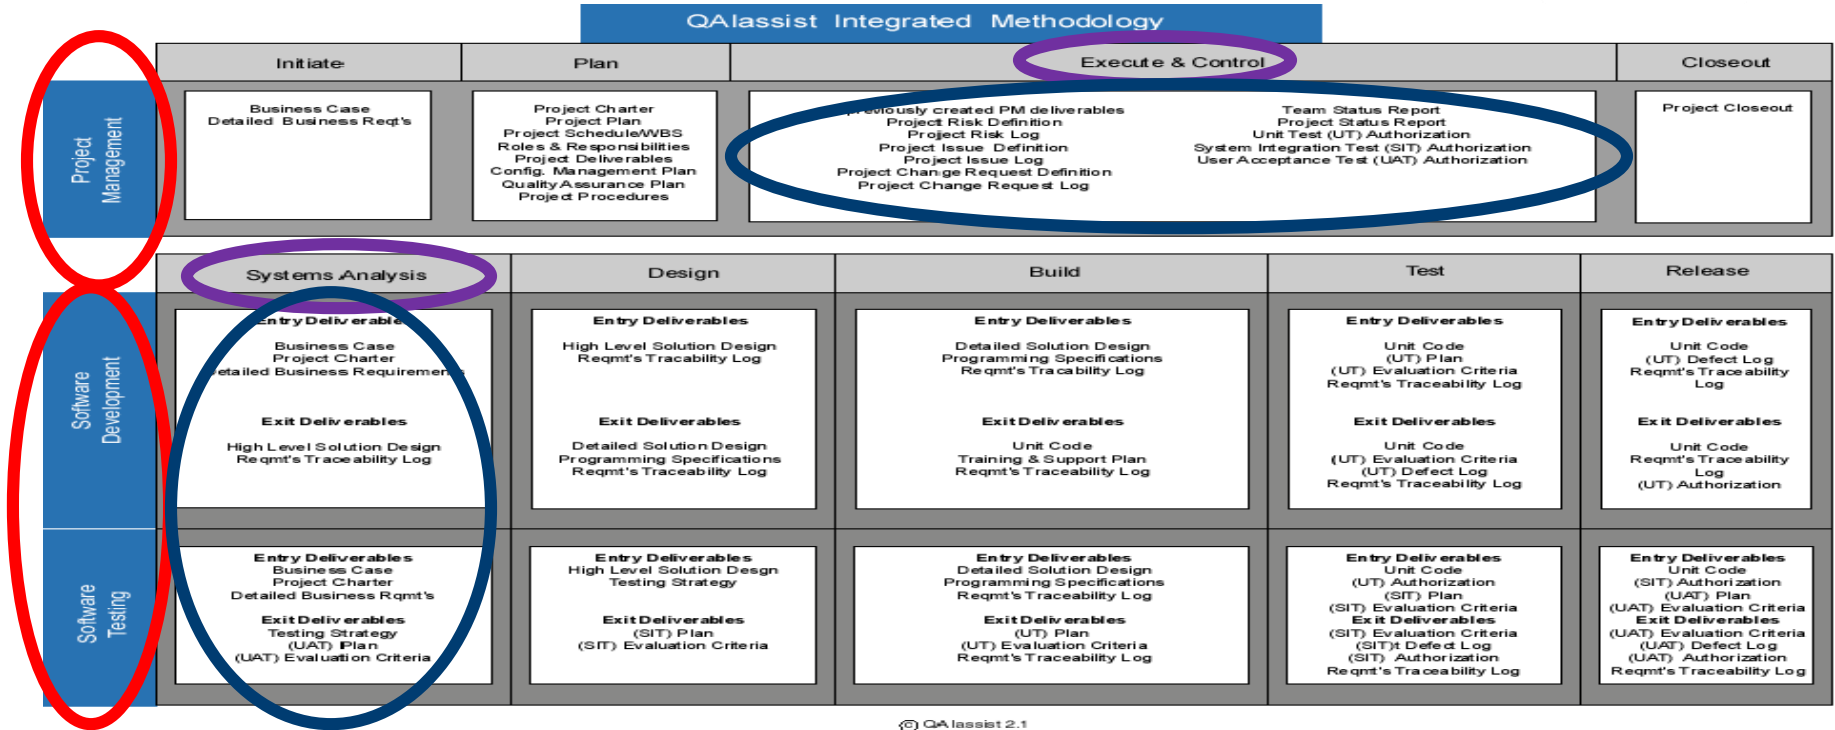 QAIassist Integrated Methodology
Initiate
Plan
Execute & Control
Closeout
Project
Management
Business Case
Detailed Business Reqt's
Project Charter
Project Plan
Project Schedule/WBS
Roles & Responsibilities
Project Deliverables
Config. Management Plan
Quality Assurance Plan
Project Procedures
created PM deliverables
Project Risk Definition
Project Risk Log
Project Issue Definition
Project Issue Log
Project Change Request Definition
Project Change Request Log
Team Status Report
Project Status Report
Unit Test (UT) Authorization
System Integration Test (SIT) Authorization
User Acceptance Test (UAT) Authorization
Project Closeout
Systems Analysis
Design
Build
Test
Release
Software
Development
Entry Deliverables
Business Case
Project Charter
Detailed Business Requirements
Exit Deliverables
High Level Solution Design
Reqmt's Traceability Log
Entry Deliverables
High Level Solution Design
Reqmt's Tracability Log
Exit Deliverables
Detailed Solution Design
Programming Specifications
Reqmt's Traceability Log
Entry Deliverables
Detailed Solution Design
Programming Specifications
Reqmt's Tracability Log
Exit Deliverables
Unit Code
Training & Support Plan
Reqmt's Traceability Log
Entry Deliverables
Unit Code
(UT) Plan
(UT) Evaluation Criteria
Reqmt's Traceability Log
Exit Deliverables
Unit Code
(UT) Evaluation Criteria
(UT) Defect Log
Reqmt's Traceability Log
Entry Deliverables
Unit Code
(UT) Defect Log
Reqmt's Traceability
Log
Exit Deliverables
Unit Code
Reqmt's Traceability
Log
(UT) Authorization
Software
Testing
Entry Deliverables
Business Case
Project Charter
Detailed Business Rqmt's
Exit Deliverables
Testing Strategy
(UAT) Plan
(UAT) Evaluation Criteria
Entry Deliverables
High Level Solution Desgn
Testing Strategy
Exit Deliverables
(SIT) Plan
(SIT) Evaluation Criteria
Entry Deliverables
Detailed Solution Design
Programming Specifications
Reqmt's Traceability Log
Exit Deliverables
(UT) Plan
(UT) Evaluation Criteria
Reqmt's Traceability Log
Entry Deliverables
Unit Code
(UT) Authorization
(SIT) Plan
(SIT) Evaluation Criteria
Exit Deliverables
(SIT) Evaluation Criteria
(SIT)t Defect Log
(SIT) Authorization
Reqmt's Traceability Log
Entry Deliverables
Unit Code
(SIT) Authorization
(UAT) Plan
(UAT) Evaluation Criteria
Exit Deliverables
(UAT) Evaluation Criteria
(UAT) Defect Log
(UAT) Authorization
Reqmt's Traceability Log
(c) QAIassist 2.1